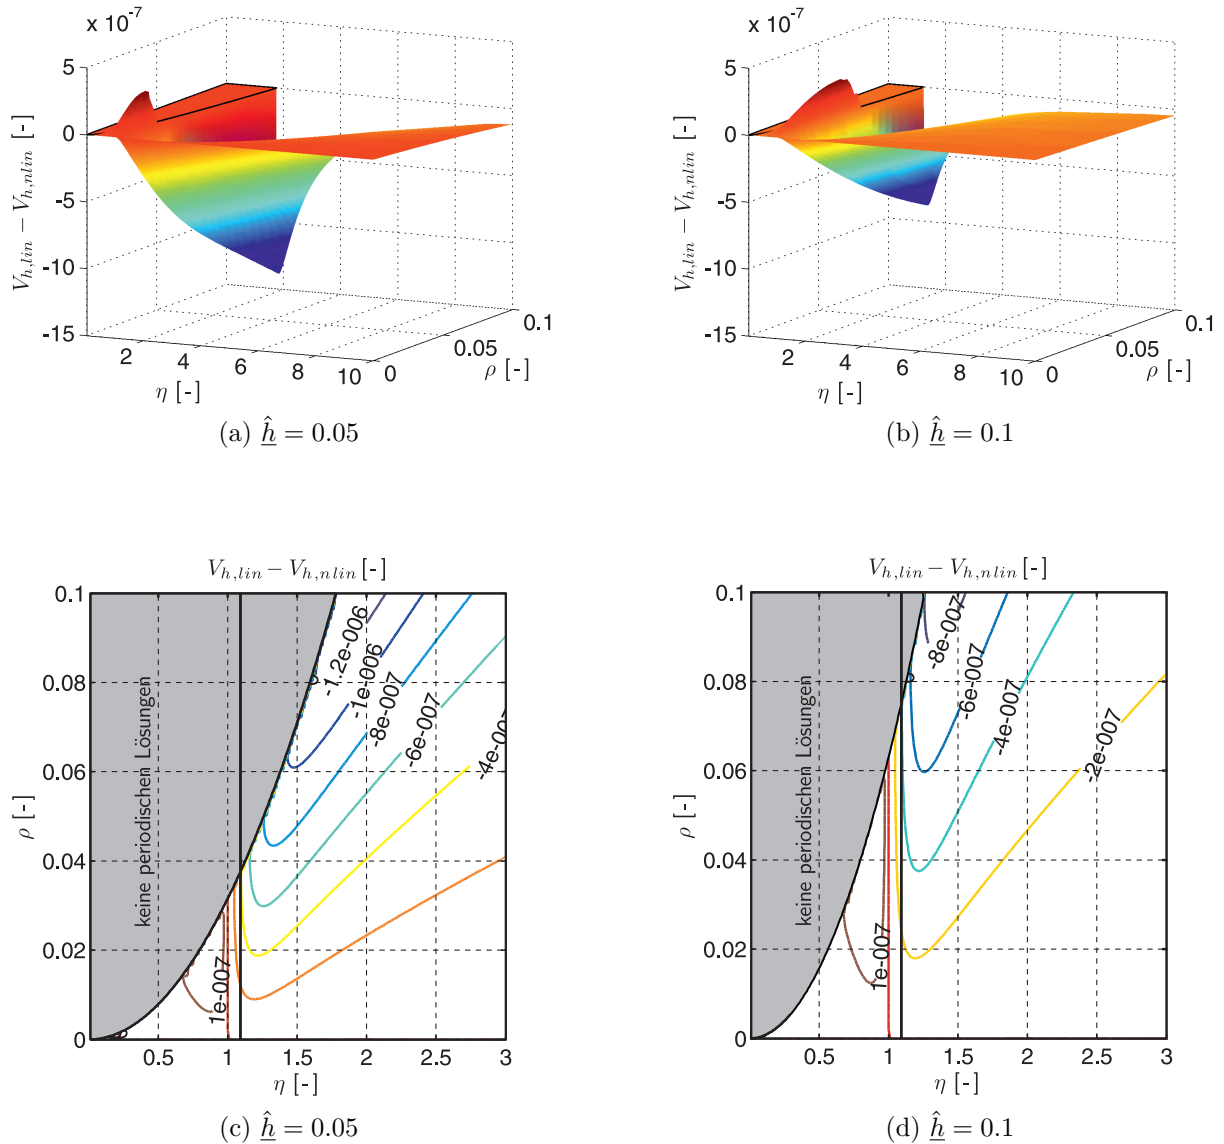 x 10⁻⁷
5
0
-5
-10
-15
V_{h,lin} − V_{h,nlin} [-]
2
4
6
8
10
η [-]
0
0.05
0.1
ρ [-]
(a) ĥ = 0.05
x 10⁻⁷
5
0
-5
-10
-15
V_{h,lin} − V_{h,nlin} [-]
2
4
6
8
10
η [-]
0
0.05
0.1
ρ [-]
(b) ĥ = 0.1
V_{h,lin} − V_{h,nlin} [-]
0.1
0.08
0.06
0.04
0.02
0
ρ [-]
keine periodischen Lösungen
-1.2e-006
-1e-006
-8e-007
-6e-007
-4e-007
1e-007
0.5
1
1.5
2
2.5
3
η [-]
(c) ĥ = 0.05
V_{h,lin} − V_{h,nlin} [-]
0.1
0.08
0.06
0.04
0.02
0
ρ [-]
keine periodischen Lösungen
-8e-007
-6e-007
-4e-007
-2e-007
1e-007
0.5
1
1.5
2
2.5
3
η [-]
(d) ĥ = 0.1